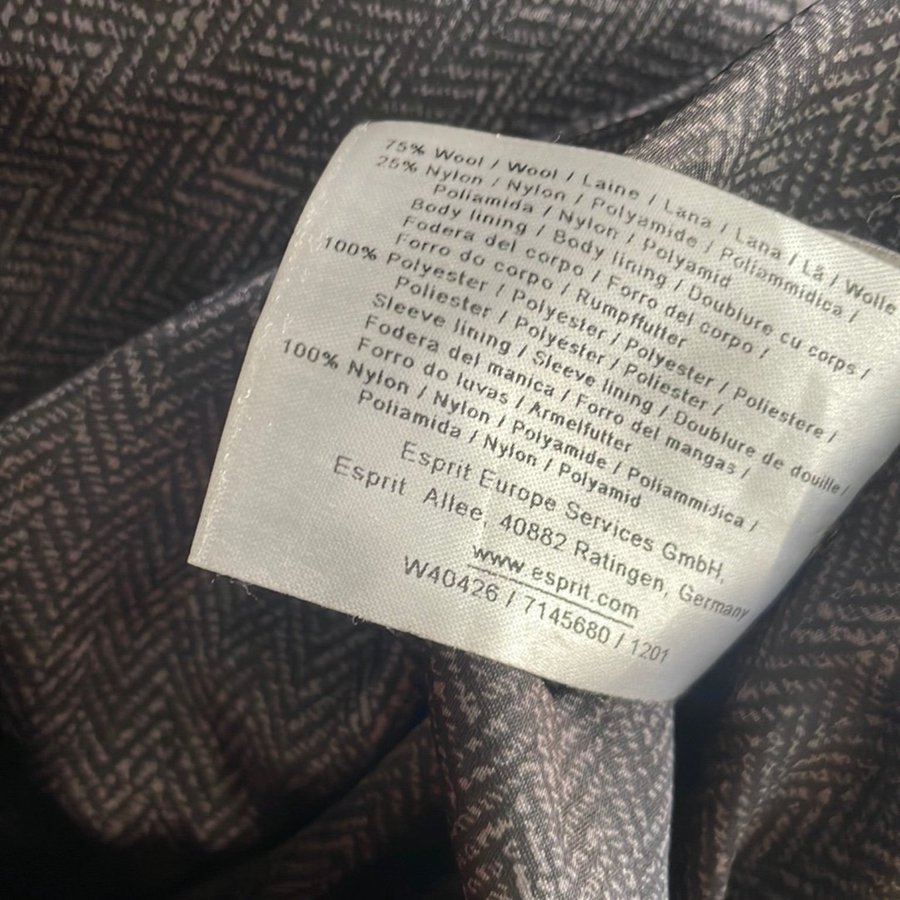 75% Wool / Wool / Laine / Lana / Lana / Lã / Wolle
25% Nylon / Nylon / Polyamide / Poliammidica /
Poliamida / Nylon / Polyamid
Body lining / Body lining / Doublure cu corps /
Fodera del corpo / Forro del corpo /
Forro do corpo / Rumpffutter
100% Polyester / Polyester / Polyester / Poliestere /
Poliester / Polyester / Poliester /
Sleeve lining / Sleeve lining / Doublure de douille /
Fodera del manica / Forro del mangas /
Forro do luvas / Armelfutter
100% Nylon / Nylon / Polyamide / Poliammidica /
Poliamida / Nylon / Polyamid
Esprit Europe Services GmbH,
Esprit Allee, 40882 Ratingen, Germany
www.esprit.com
W40426 / 7145680 / 1201